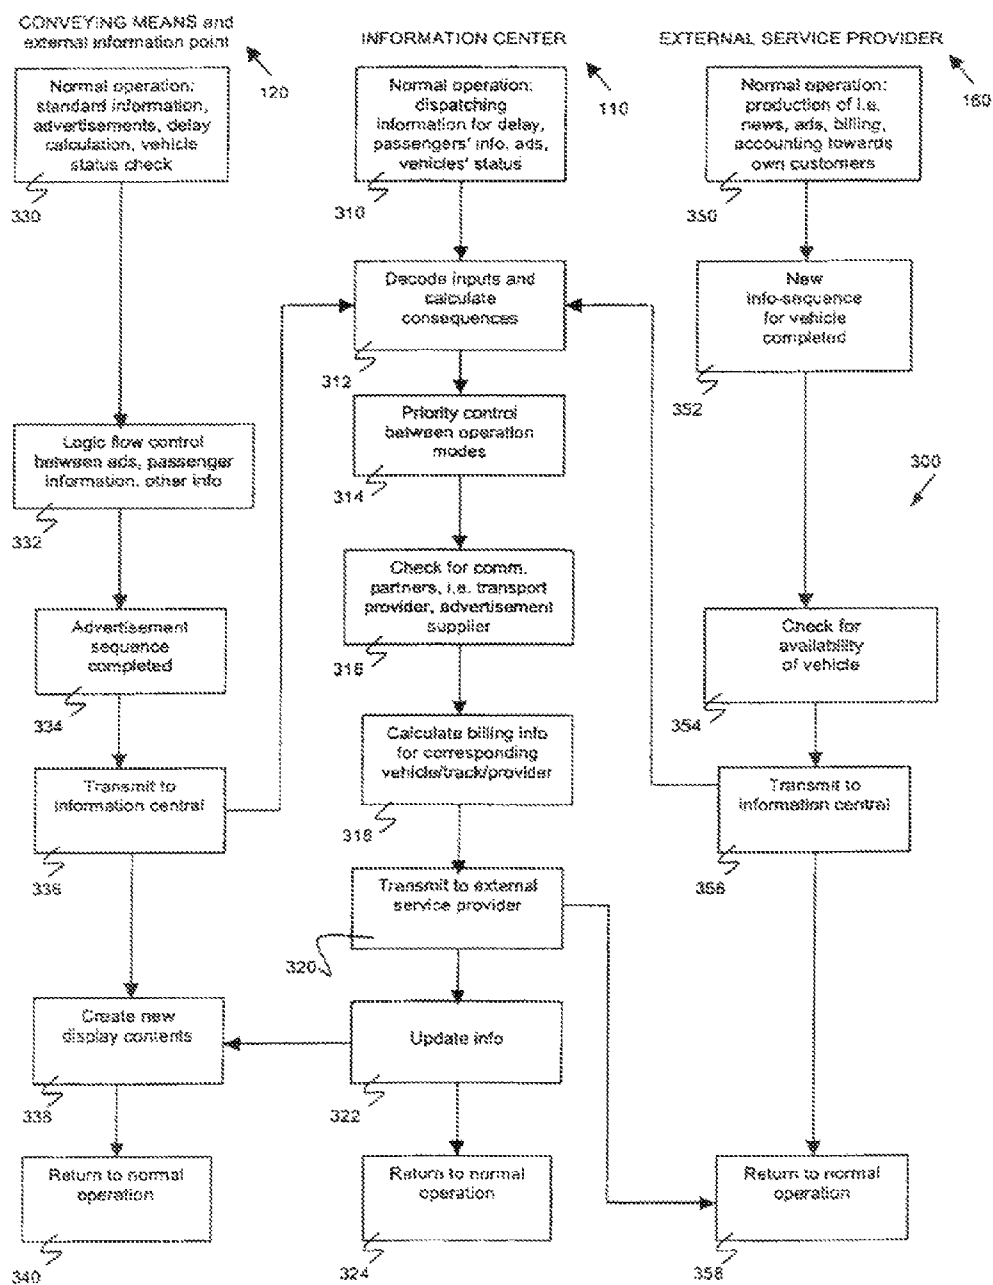 CONVEYING MEANS and
external information point
120
Normal operation:
standard information,
advertisements, delay
calculation, vehicle
status check
330
Logic flow control
between ads, passenger
information, other info
332
Advertisement
sequence
completed
334
Transmit to
information central
336
Create new
display contents
338
Return to normal
operation
340
INFORMATION CENTER
110
Normal operation:
dispatching
information for delay,
passengers' info, ads,
vehicles' status
310
Decode inputs and
calculate
consequences
312
Priority control
between operation
modes
314
Check for comm.
partners, i.e. transport
provider, advertisement
supplier
316
Calculate billing info
for corresponding
vehicle/track/provider
318
Transmit to external
service provider
320
Update info
322
Return to normal
operation
324
EXTERNAL SERVICE PROVIDER
160
Normal operation:
production of i.e.
news, ads, billing,
accounting towards
own customers
350
New
info-sequence
for vehicle
completed
352
300
Check for
availability
of vehicle
354
Transmit to
information central
356
Return to normal
operation
358